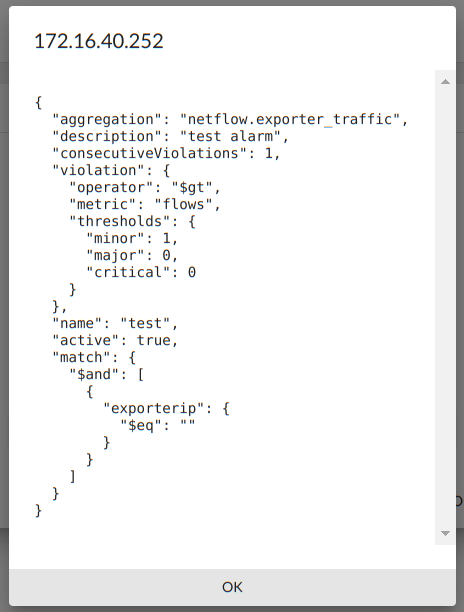 172.16.40.252
{
  "aggregation": "netflow.exporter_traffic",
  "description": "test alarm",
  "consecutiveViolations": 1,
  "violation": {
    "operator": "$gt",
    "metric": "flows",
    "thresholds": {
      "minor": 1,
      "major": 0,
      "critical": 0
    }
  },
  "name": "test",
  "active": true,
  "match": {
    "$and": [
      {
        "exporterip": {
          "$eq": ""
        }
      }
    ]
  }
}
OK